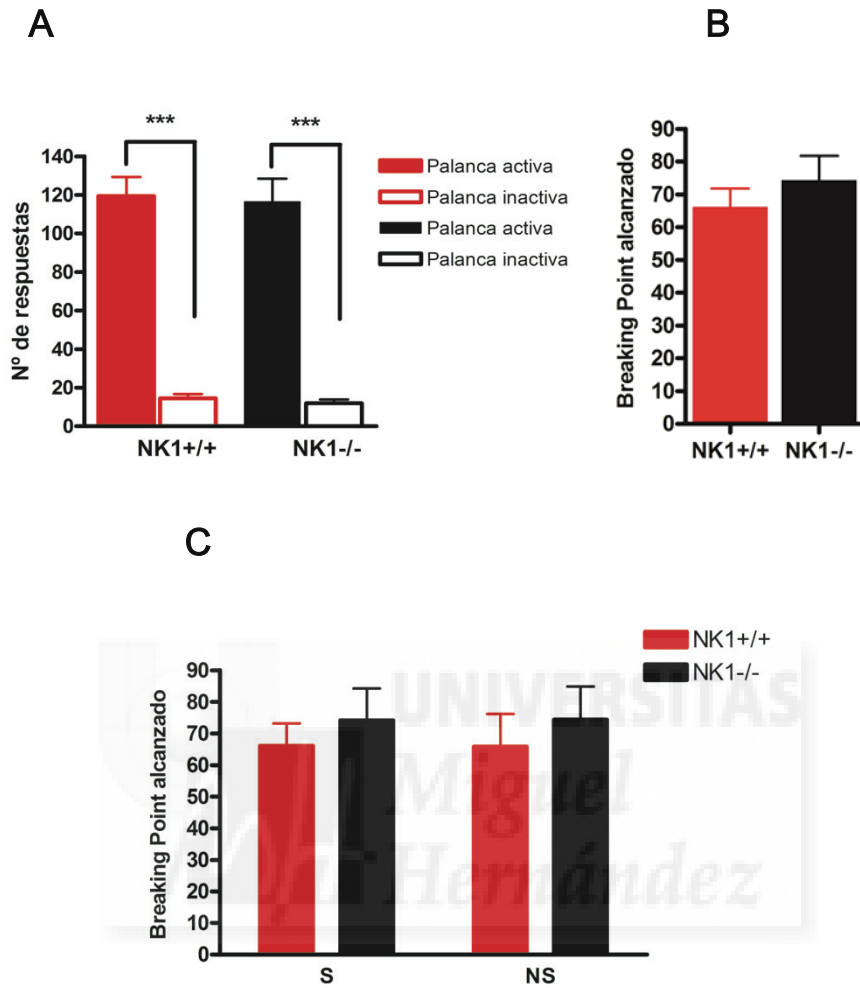 A
B
***
***
Nº de respuestas
140
120
100
80
60
40
20
0
NK1+/+
NK1-/-
Palanca activa
Palanca inactiva
Palanca activa
Palanca inactiva
Breaking Point alcanzado
90
80
70
60
50
40
30
20
10
0
NK1+/+
NK1-/-
C
NK1+/+
NK1-/-
Breaking Point alcanzado
90
80
70
60
50
40
30
20
10
0
S
NS
UNIVERSITAS
Miguel
Hernández